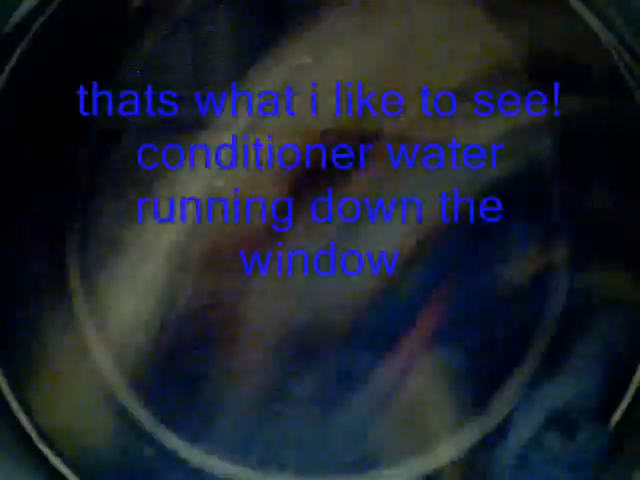 thats what i like to see!
conditioner water
running down the
window